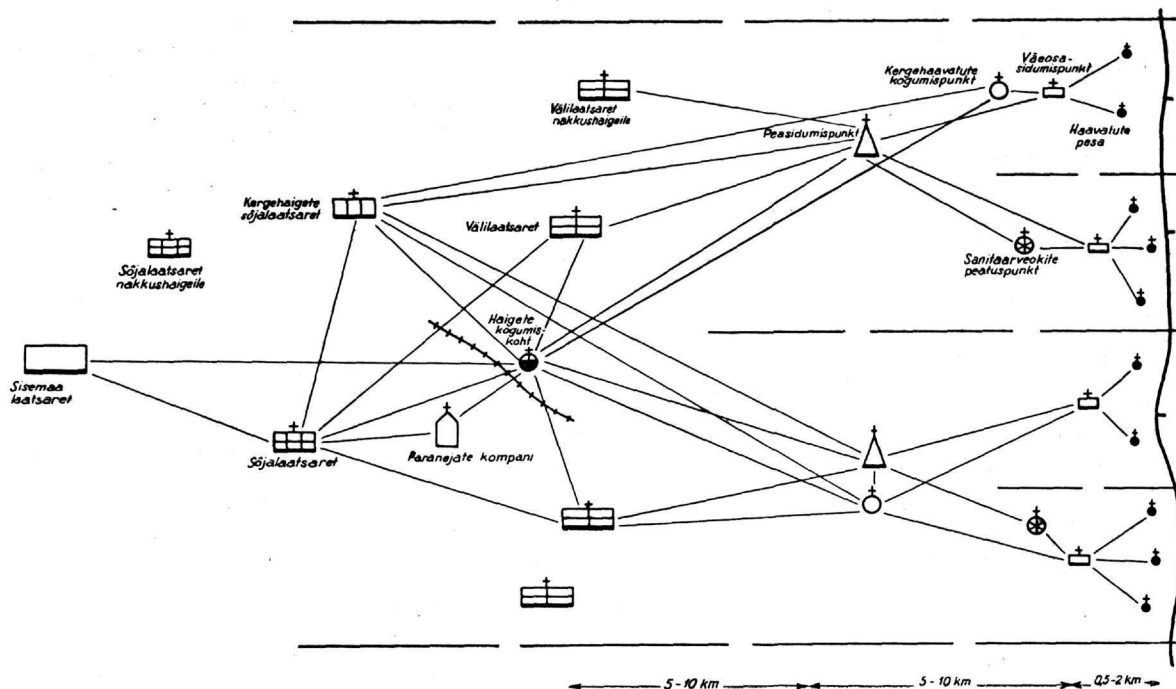 Välilaatsaret
nakkushaigeile
Kergehaavatute
kogumispunkt
Väeosa-
sidumispunkt
Haavatute
pesa
Peasidumispunkt
Kergehaigete
sõjalaatsaret
Välilaatsaret
Sõjalaatsaret
nakkushaigeile
Sanitaarveokite
peatuspunkt
Haigete
kogumis-
koht
Sisemaa
laatsaret
Sõjalaatsaret
Paranejate kompani
5-10 km
5-10 km
0,5-2 km